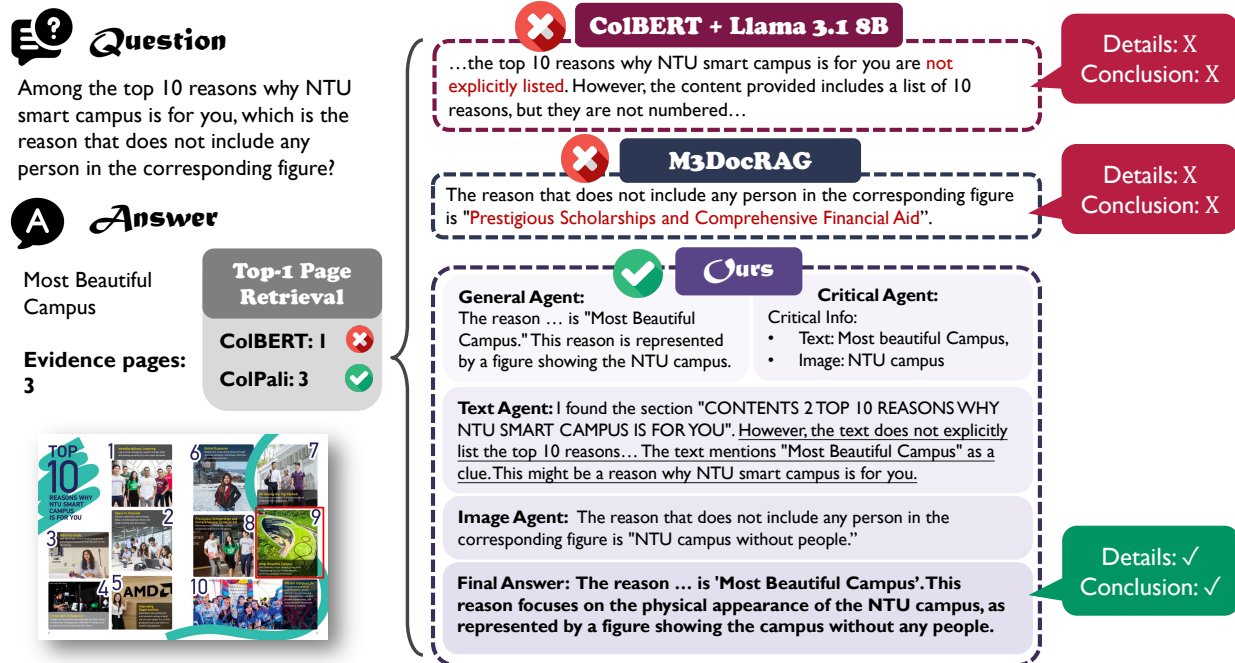 Question
Among the top 10 reasons why NTU
smart campus is for you, which is the
reason that does not include any
person in the corresponding figure?
A
Answer
Most Beautiful
Campus
Evidence pages:
3
Top-1 Page
Retrieval
ColBERT: 1
ColPali: 3
TOP
10
REASONS WHY
NTU SMART
CAMPUS
IS FOR YOU
1
2
3
4
5
AMD
6
7
8
9
10
Most Beautiful Campus
ColBERT + Llama 3.1 8B
…the top 10 reasons why NTU smart campus is for you are not
explicitly listed. However, the content provided includes a list of 10
reasons, but they are not numbered…
Details: X
Conclusion: X
M3DocRAG
The reason that does not include any person in the corresponding figure
is "Prestigious Scholarships and Comprehensive Financial Aid”.
Details: X
Conclusion: X
Ours
General Agent:
The reason … is "Most Beautiful
Campus." This reason is represented
by a figure showing the NTU campus.
Critical Agent:
Critical Info:
• Text: Most beautiful Campus,
• Image: NTU campus
Text Agent: I found the section "CONTENTS 2 TOP 10 REASONS WHY
NTU SMART CAMPUS IS FOR YOU". However, the text does not explicitly
list the top 10 reasons… The text mentions "Most Beautiful Campus" as a
clue. This might be a reason why NTU smart campus is for you.
Image Agent: The reason that does not include any person in the
corresponding figure is "NTU campus without people.”
Final Answer: The reason … is 'Most Beautiful Campus’. This
reason focuses on the physical appearance of the NTU campus, as
represented by a figure showing the campus without any people.
Details: ✓
Conclusion: ✓